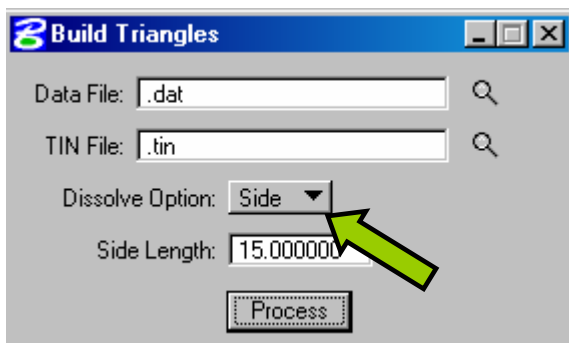 Build Triangles
Data File: .dat
TIN File: .tin
Dissolve Option: Side
Side Length: 15.000000
Process